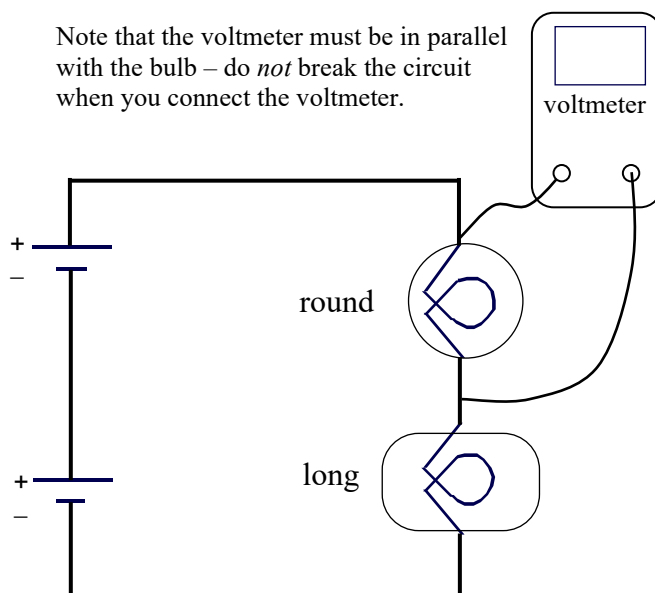 Note that the voltmeter must be in parallel
with the bulb – do not break the circuit
when you connect the voltmeter.
voltmeter
+
–
round
+
–
long